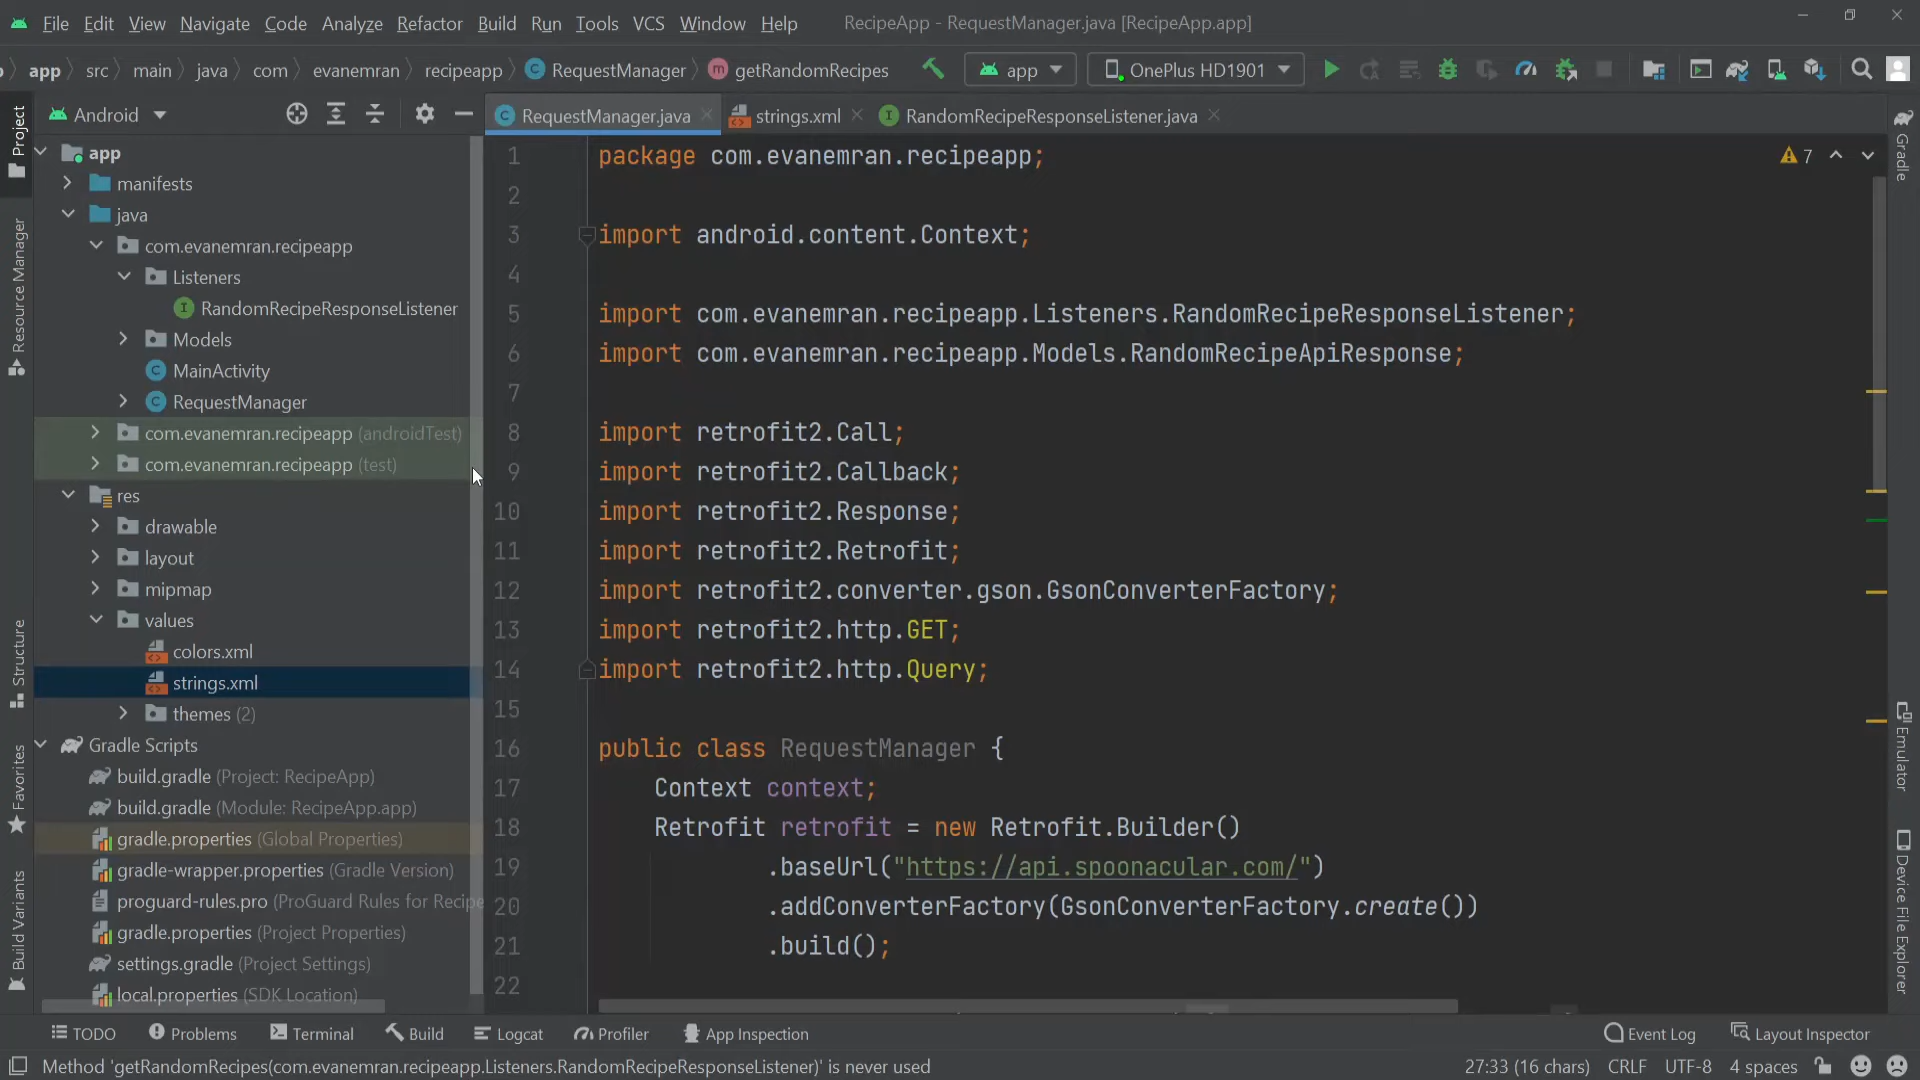 File Edit View Navigate Code Analyze Refactor Build Run Tools VCS Window Help RecipeApp - RequestManager.java [RecipeApp.app]
app src main java com evanemran recipeapp RequestManager getRandomRecipes app OnePlus HD1901
Android
RequestManager.java strings.xml RandomRecipeResponseListener.java
Project
Resource Manager
Structure
Favorites
Build Variants
app
manifests
java
com.evanemran.recipeapp
Listeners
RandomRecipeResponseListener
Models
MainActivity
RequestManager
com.evanemran.recipeapp (androidTest)
com.evanemran.recipeapp (test)
res
drawable
layout
mipmap
values
colors.xml
strings.xml
themes (2)
Gradle Scripts
build.gradle (Project: RecipeApp)
build.gradle (Module: RecipeApp.app)
gradle.properties (Global Properties)
gradle-wrapper.properties (Gradle Version)
proguard-rules.pro (ProGuard Rules for Recipe
gradle.properties (Project Properties)
settings.gradle (Project Settings)
local.properties (SDK Location)
7
1 package com.evanemran.recipeapp;
2
3 import android.content.Context;
4
5 import com.evanemran.recipeapp.Listeners.RandomRecipeResponseListener;
6 import com.evanemran.recipeapp.Models.RandomRecipeApiResponse;
7
8 import retrofit2.Call;
9 import retrofit2.Callback;
10 import retrofit2.Response;
11 import retrofit2.Retrofit;
12 import retrofit2.converter.gson.GsonConverterFactory;
13 import retrofit2.http.GET;
14 import retrofit2.http.Query;
15
16 public class RequestManager {
17 Context context;
18 Retrofit retrofit = new Retrofit.Builder()
19 .baseUrl("https://api.spoonacular.com/")
20 .addConverterFactory(GsonConverterFactory.create())
21 .build();
22
Gradle
Emulator
Device File Explorer
TODO Problems Terminal Build Logcat Profiler App Inspection Event Log Layout Inspector
Method 'getRandomRecipes(com.evanemran.recipeapp.Listeners.RandomRecipeResponseListener)' is never used 27:33 (16 chars) CRLF UTF-8 4 spaces